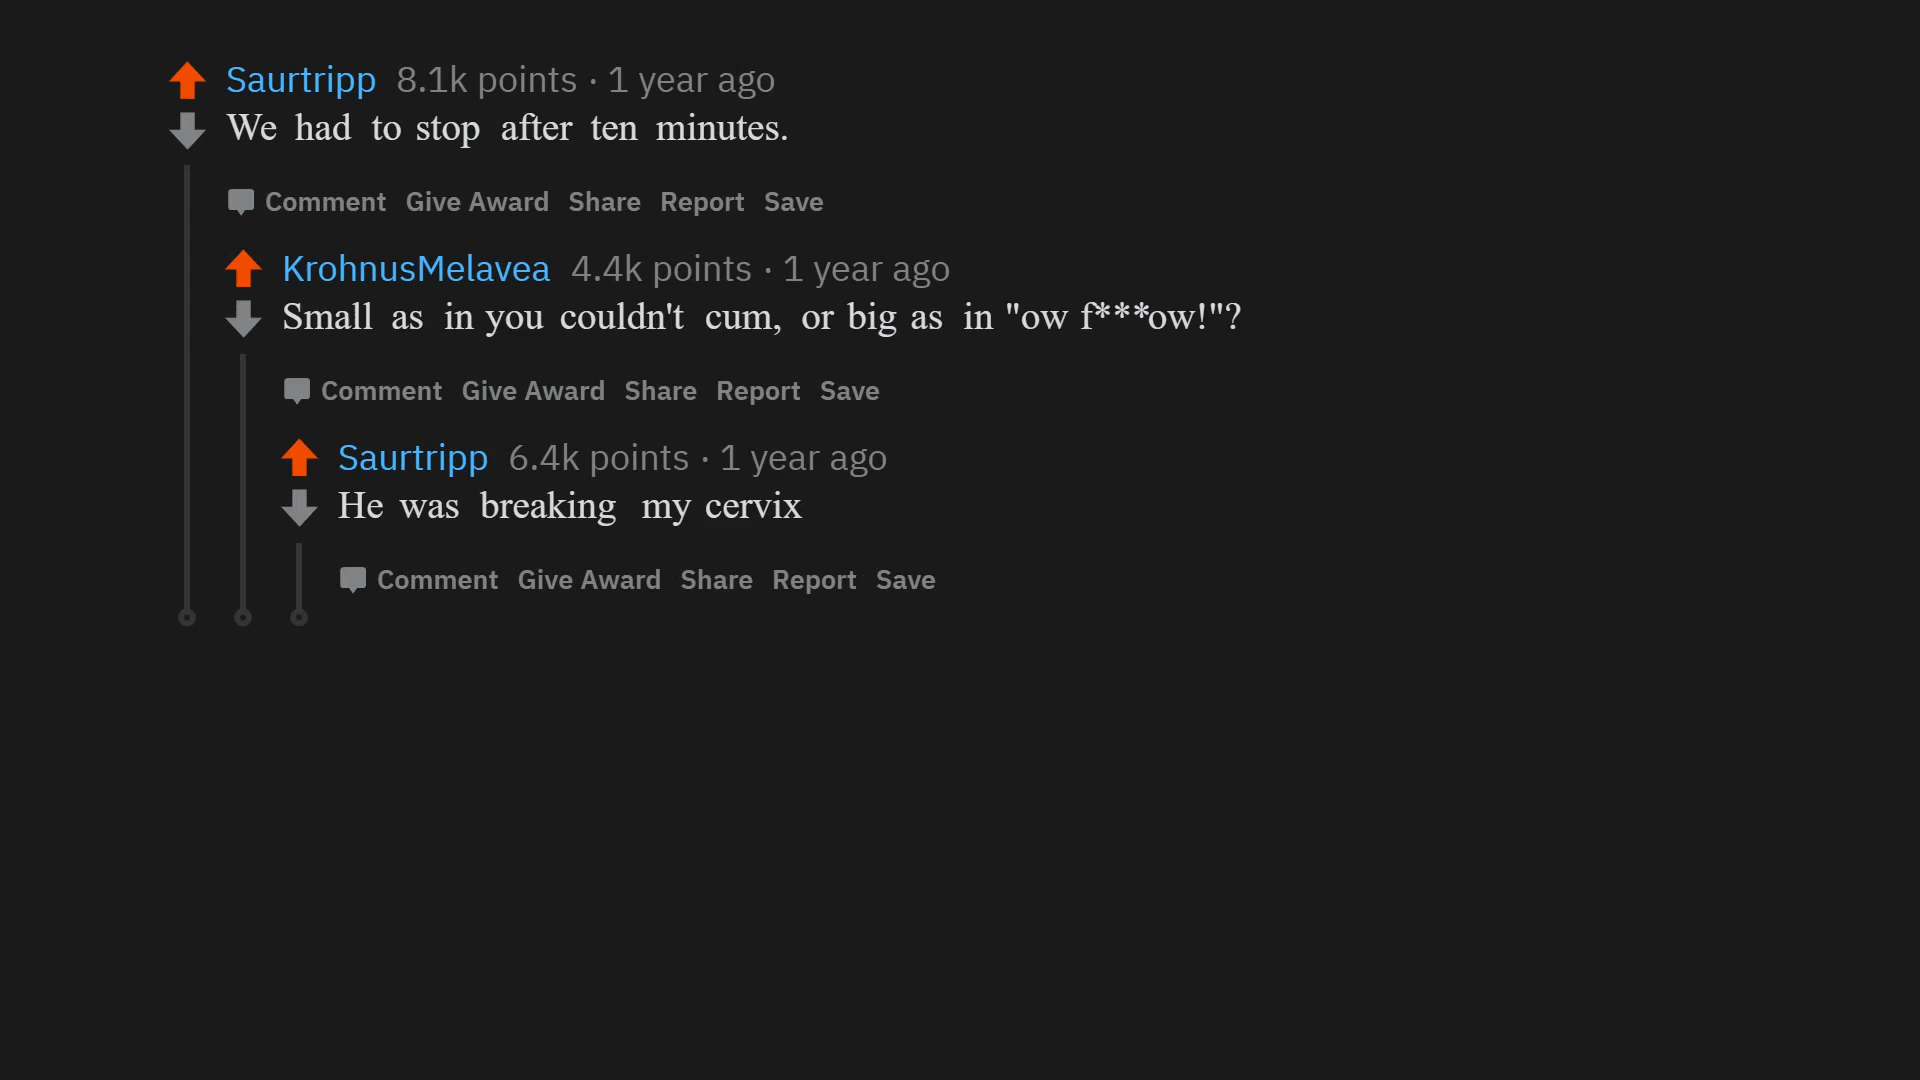 Saurtripp 8.1k points · 1 year ago
We had to stop after ten minutes.
Comment Give Award Share Report Save
KrohnusMelavea 4.4k points · 1 year ago
Small as in you couldn't cum, or big as in "ow f***ow!"?
Comment Give Award Share Report Save
Saurtripp 6.4k points · 1 year ago
He was breaking my cervix
Comment Give Award Share Report Save